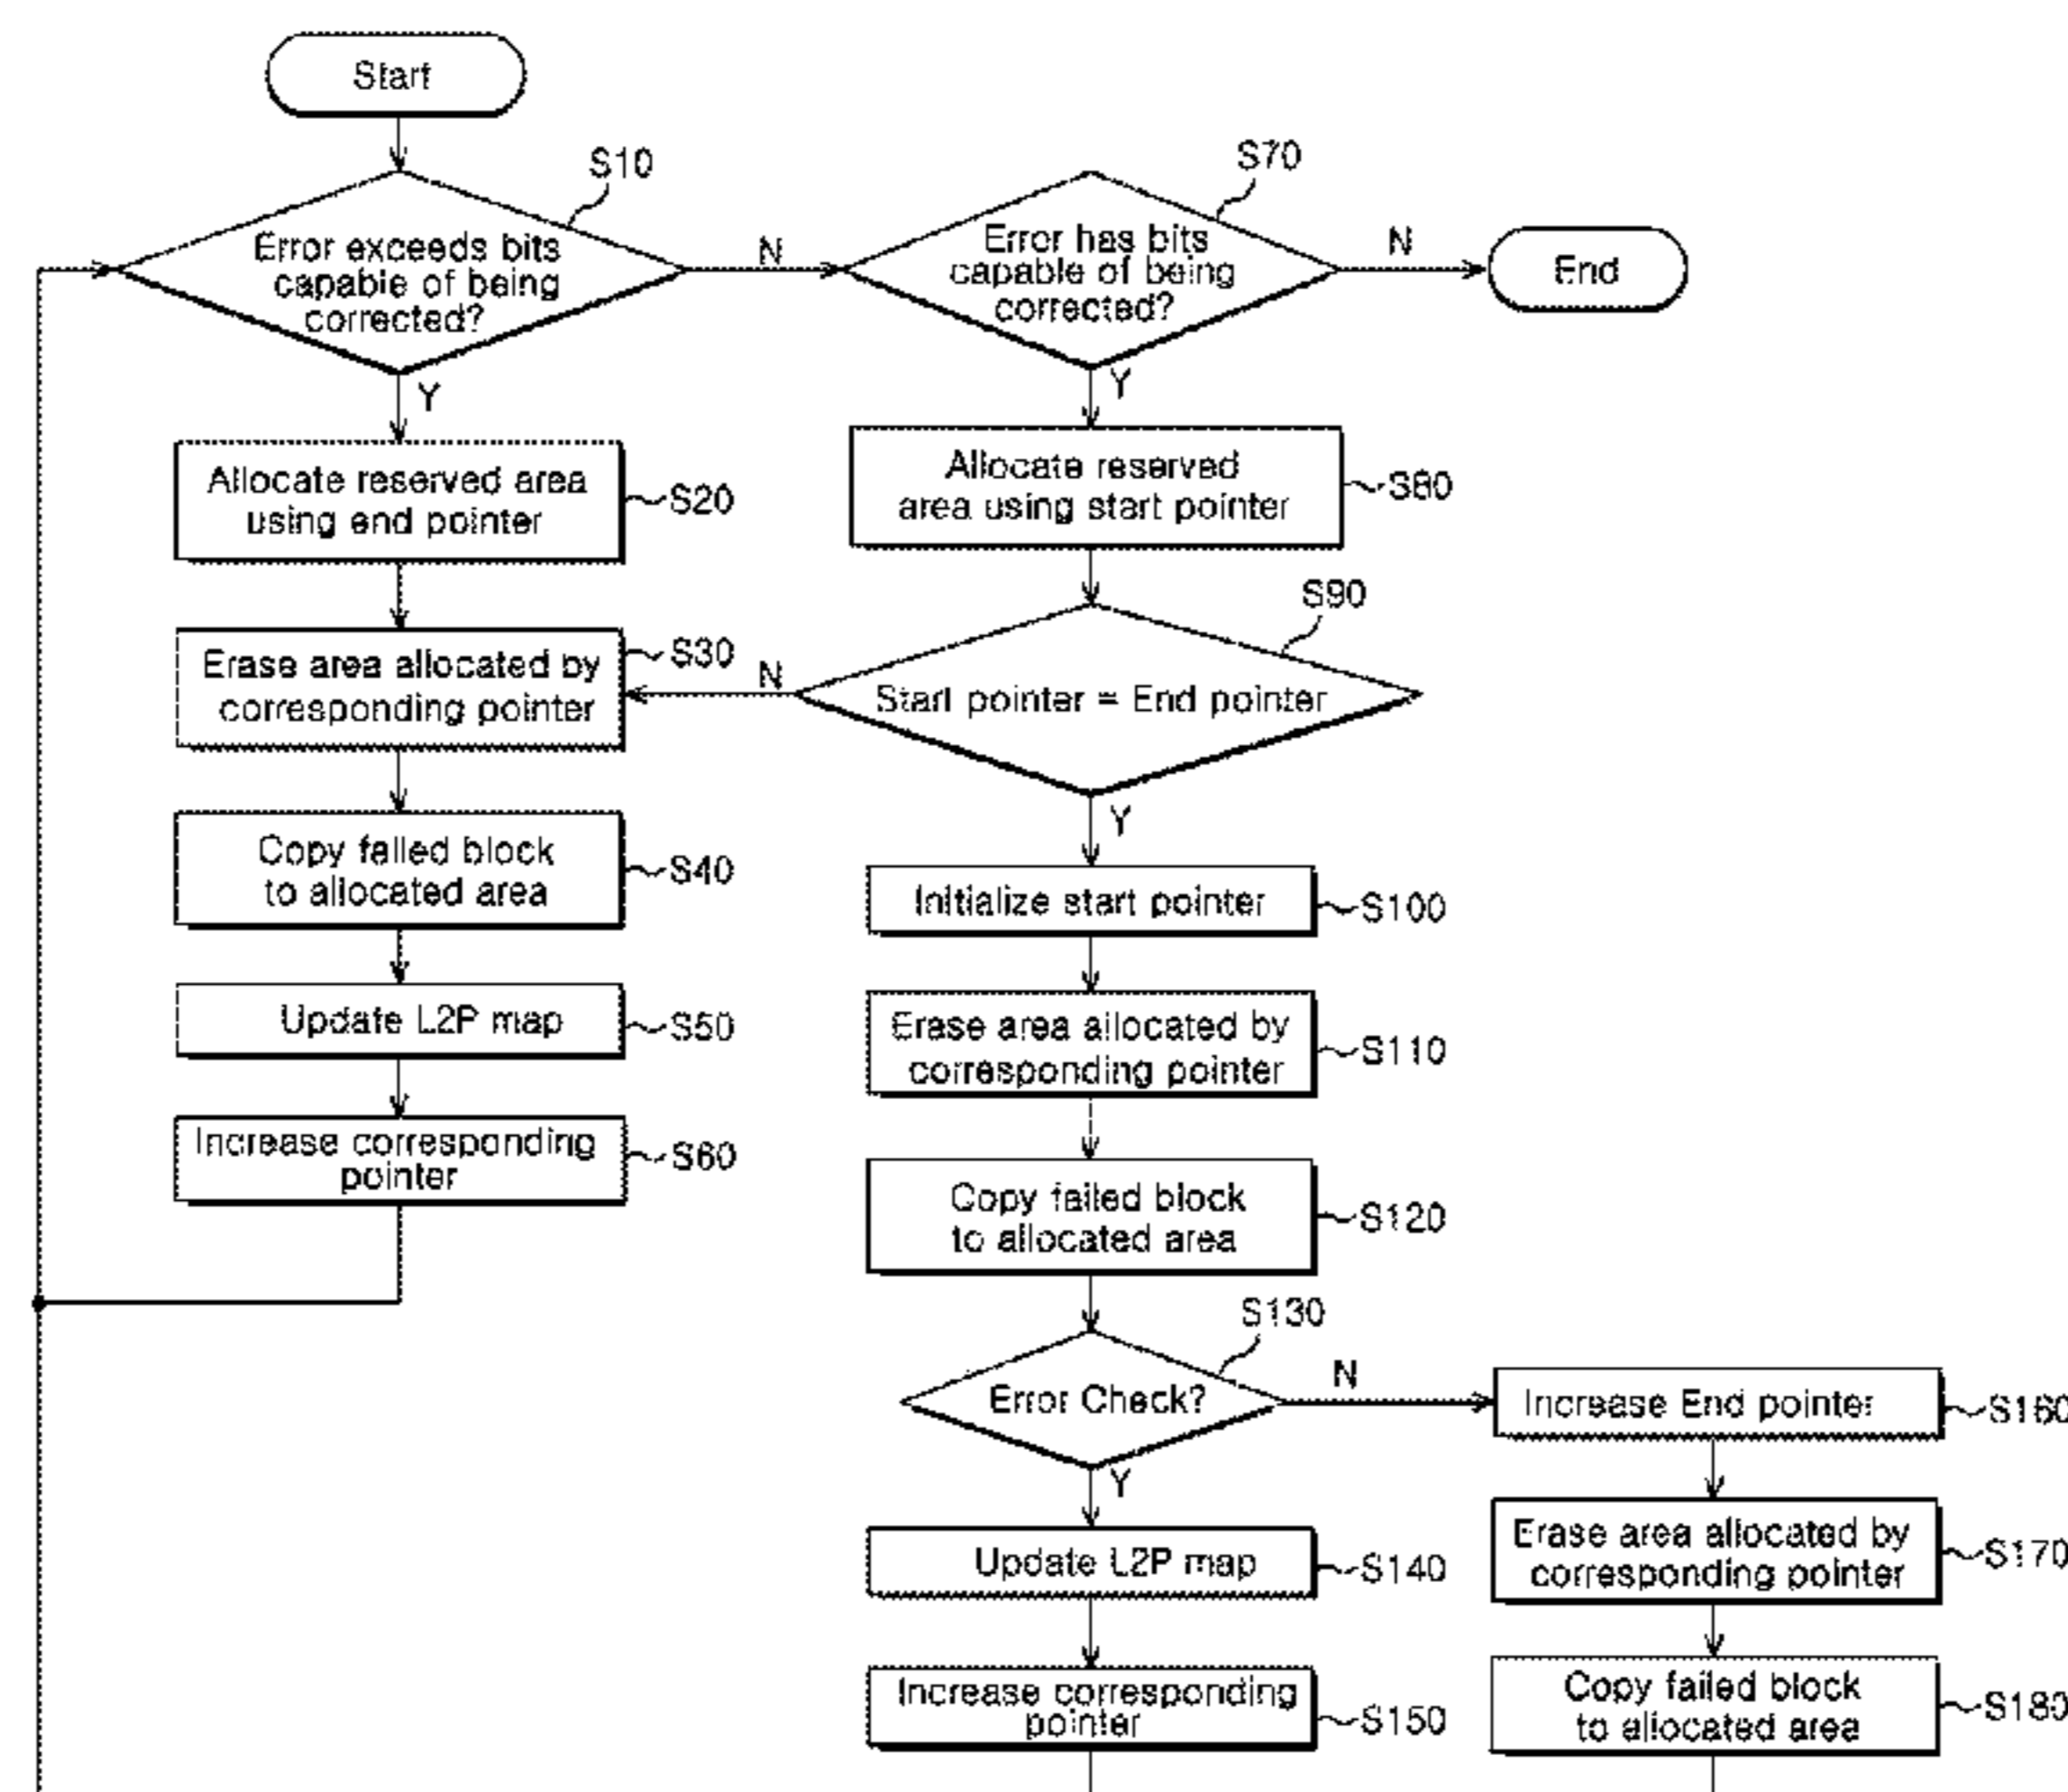 Start
S10
Error exceeds bits
capable of being
corrected?
N
Y
S70
Error has bits
capable of being
corrected?
N
Y
End
Allocate reserved area
using end pointer
S20
Allocate reserved
area using start pointer
S80
Erase area allocated by
corresponding pointer
S30
S90
Start pointer = End pointer
N
Y
Copy failed block
to allocated area
S40
Initialize start pointer
S100
Update L2P map
S50
Erase area allocated by
corresponding pointer
S110
Increase corresponding
pointer
S60
Copy failed block
to allocated area
S120
S130
Error Check?
N
Y
Increase End pointer
S160
Update L2P map
S140
Erase area allocated by
corresponding pointer
S170
Increase corresponding
pointer
S150
Copy failed block
to allocated area
S180